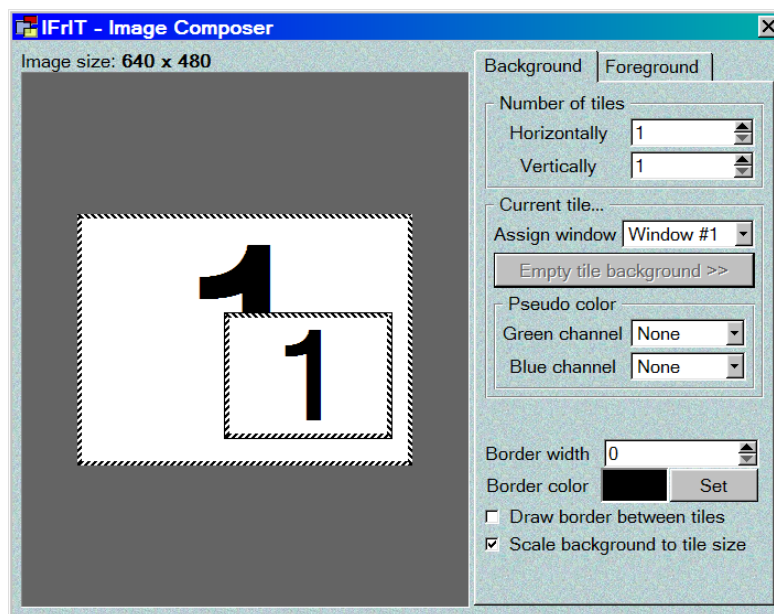 IFrIT - Image Composer
Image size: 640 x 480
Background
Foreground
Number of tiles
Horizontally 1
Vertically 1
Current tile...
Assign window Window #1
Empty tile background >>
Pseudo color
Green channel None
Blue channel None
Border width 0
Border color Set
Draw border between tiles
Scale background to tile size
1
1